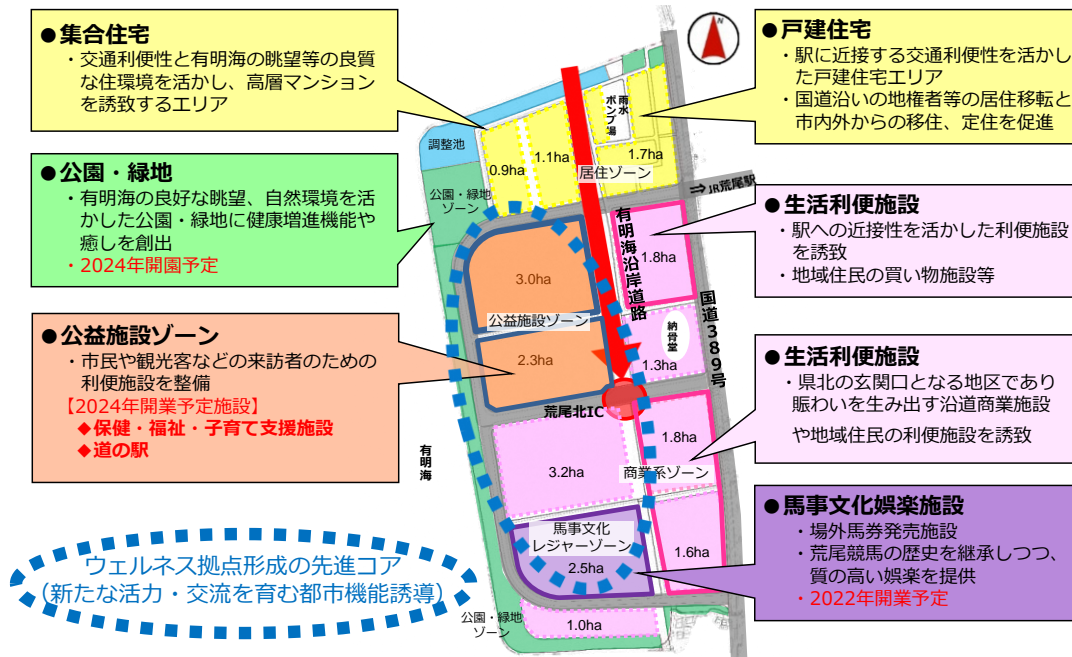 ●集合住宅
・交通利便性と有明海の眺望等の良質
な住環境を活かし、高層マンション
を誘致するエリア
●公園・緑地
・有明海の良好な眺望、自然環境を活
かした公園・緑地に健康増進機能や
癒しを創出
・2024年開園予定
●公益施設ゾーン
・市民や観光客などの来訪者のための
利便施設を整備
【2024年開業予定施設】
◆保健・福祉・子育て支援施設
◆道の駅
ウェルネス拠点形成の先進コア
(新たな活力・交流を育む都市機能誘導)
N
雨水
ポンプ場
調整池
0.9ha
1.1ha
1.7ha
居住ゾーン
⇒JR荒尾駅
公園・緑地
ゾーン
有明海沿岸道路
1.8ha
3.0ha
国道389号
公益施設ゾーン
納骨堂
2.3ha
1.3ha
荒尾北IC
有明海
1.8ha
3.2ha
商業系ゾーン
馬事文化
レジャーゾーン
2.5ha
1.6ha
公園・緑地
ゾーン
1.0ha
●戸建住宅
・駅に近接する交通利便性を活かし
た戸建住宅エリア
・国道沿いの地権者等の居住移転と
市内外からの移住、定住を促進
●生活利便施設
・駅への近接性を活かした利便施設
を誘致
・地域住民の買い物施設等
●生活利便施設
・県北の玄関口となる地区であり
賑わいを生み出す沿道商業施設
や地域住民の利便施設を誘致
●馬事文化娯楽施設
・場外馬券発売施設
・荒尾競馬の歴史を継承しつつ、
質の高い娯楽を提供
・2022年開業予定